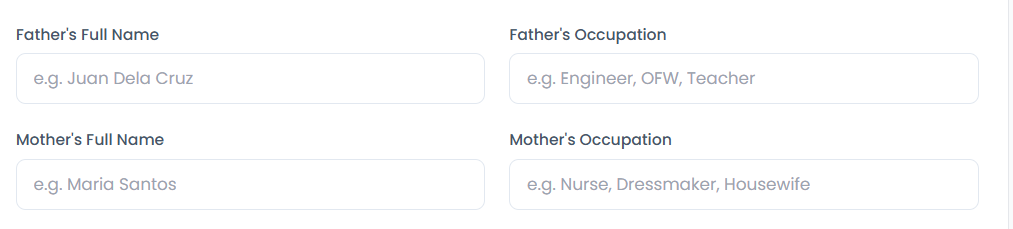 Father's Full Name
Father's Occupation
e.g. Juan Dela Cruz
e.g. Engineer, OFW, Teacher
Mother's Full Name
Mother's Occupation
e.g. Maria Santos
e.g. Nurse, Dressmaker, Housewife